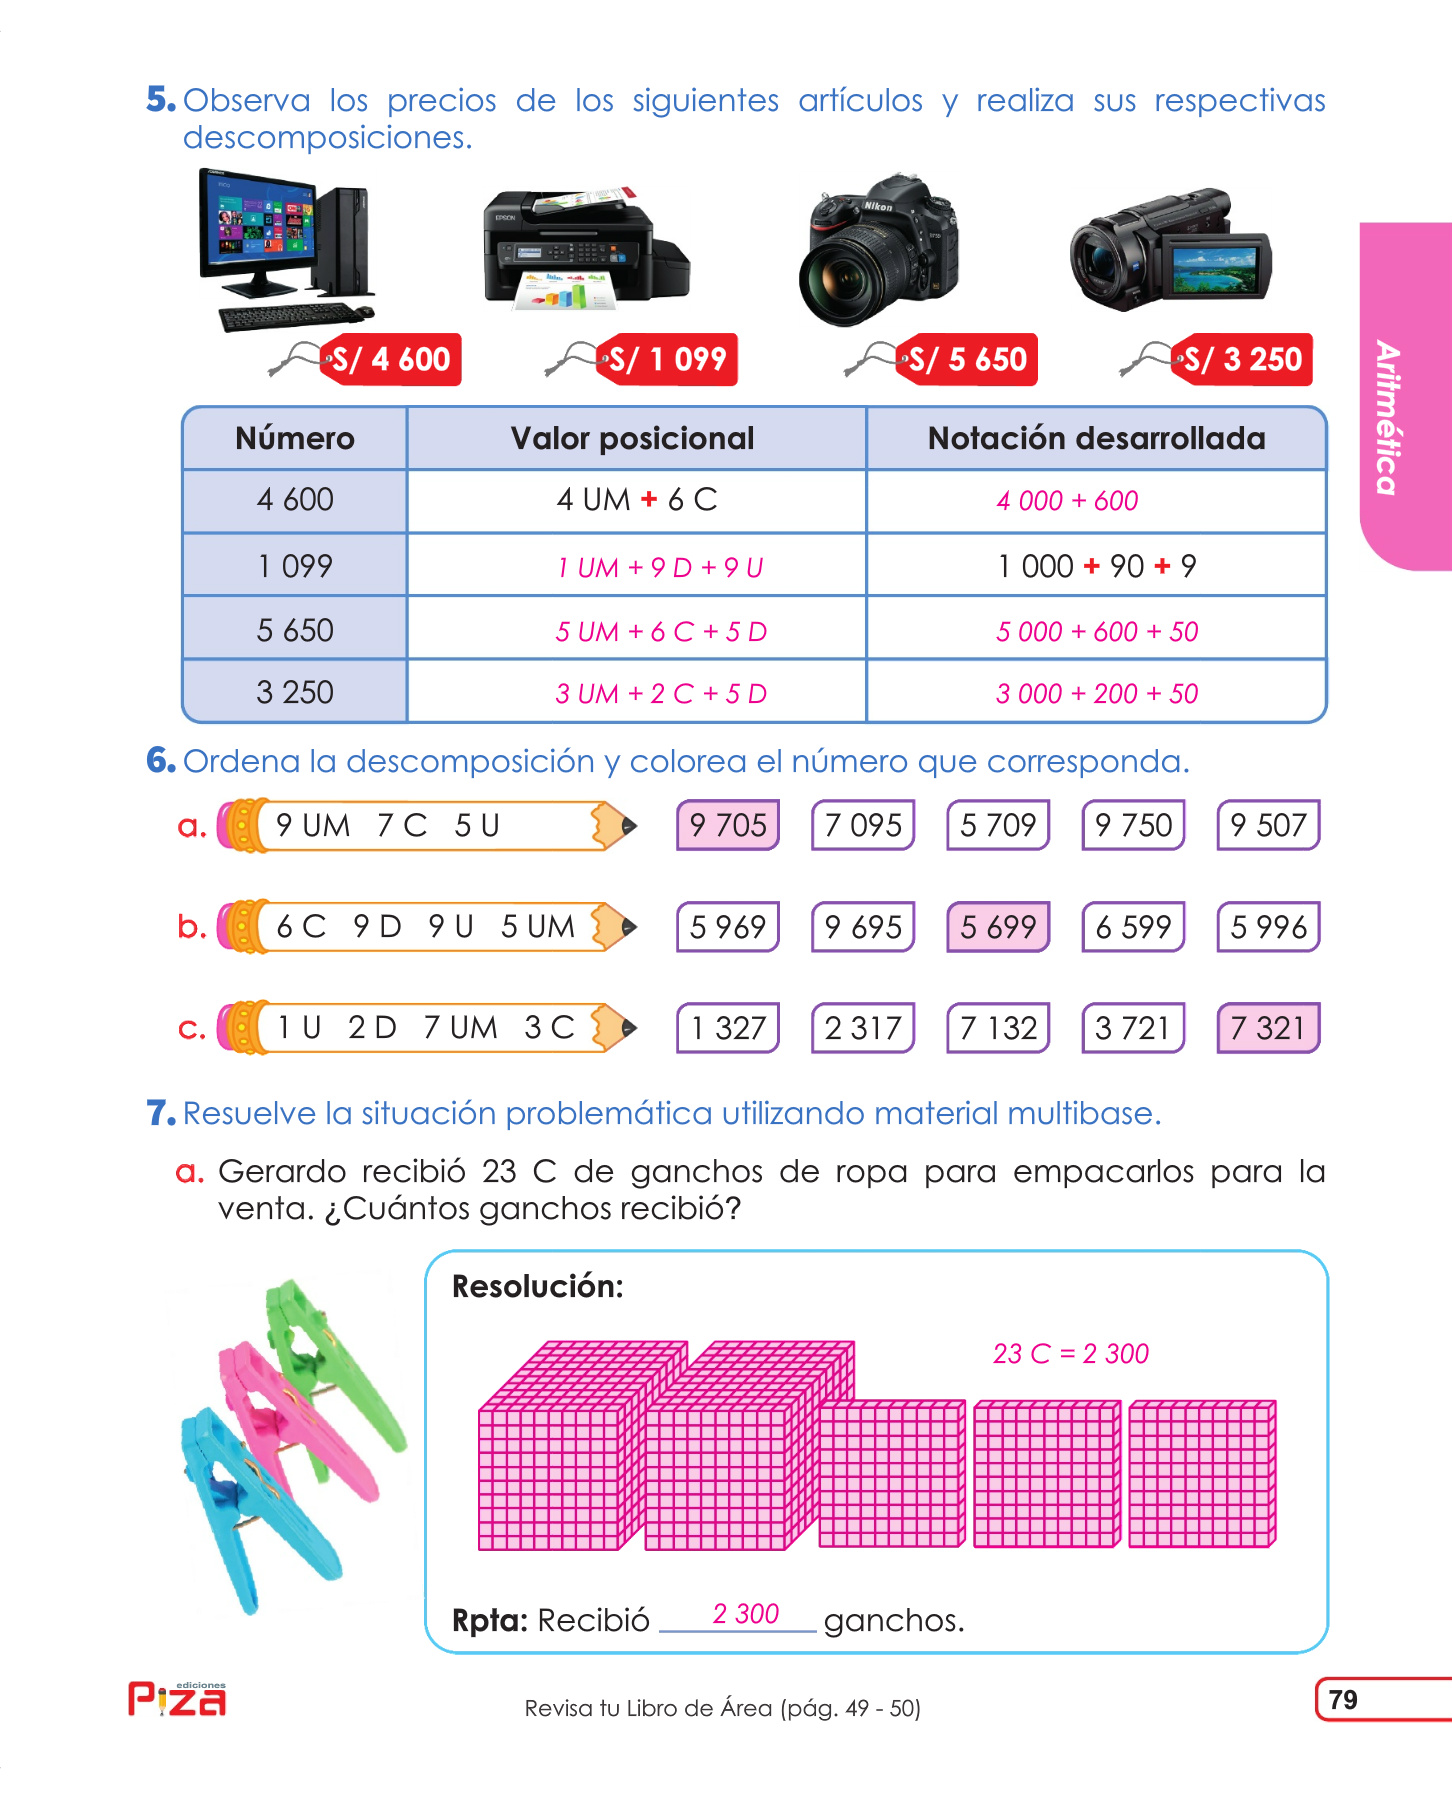 5. Observa los precios de los siguientes artículos y realiza sus respectivas
descomposiciones.
EPSON
Nikon
S/ 4 600
S/ 1 099
S/ 5 650
S/ 3 250
Aritmética
Número Valor posicional Notación desarrollada
4 600 4 UM + 6 C 4 000 + 600
1 099 1 UM + 9 D + 9 U 1 000 + 90 + 9
5 650 5 UM + 6 C + 5 D 5 000 + 600 + 50
3 250 3 UM + 2 C + 5 D 3 000 + 200 + 50
6. Ordena la descomposición y colorea el número que corresponda.
a. 9 UM 7 C 5 U 9 705 7 095 5 709 9 750 9 507
b. 6 C 9 D 9 U 5 UM 5 969 9 695 5 699 6 599 5 996
c. 1 U 2 D 7 UM 3 C 1 327 2 317 7 132 3 721 7 321
7. Resuelve la situación problemática utilizando material multibase.
a. Gerardo recibió 23 C de ganchos de ropa para empacarlos para la
venta. ¿Cuántos ganchos recibió?
Resolución:
23 C = 2 300
Rpta: Recibió 2 300 ganchos.
ediciones
Piza
Revisa tu Libro de Área (pág. 49 - 50)
79